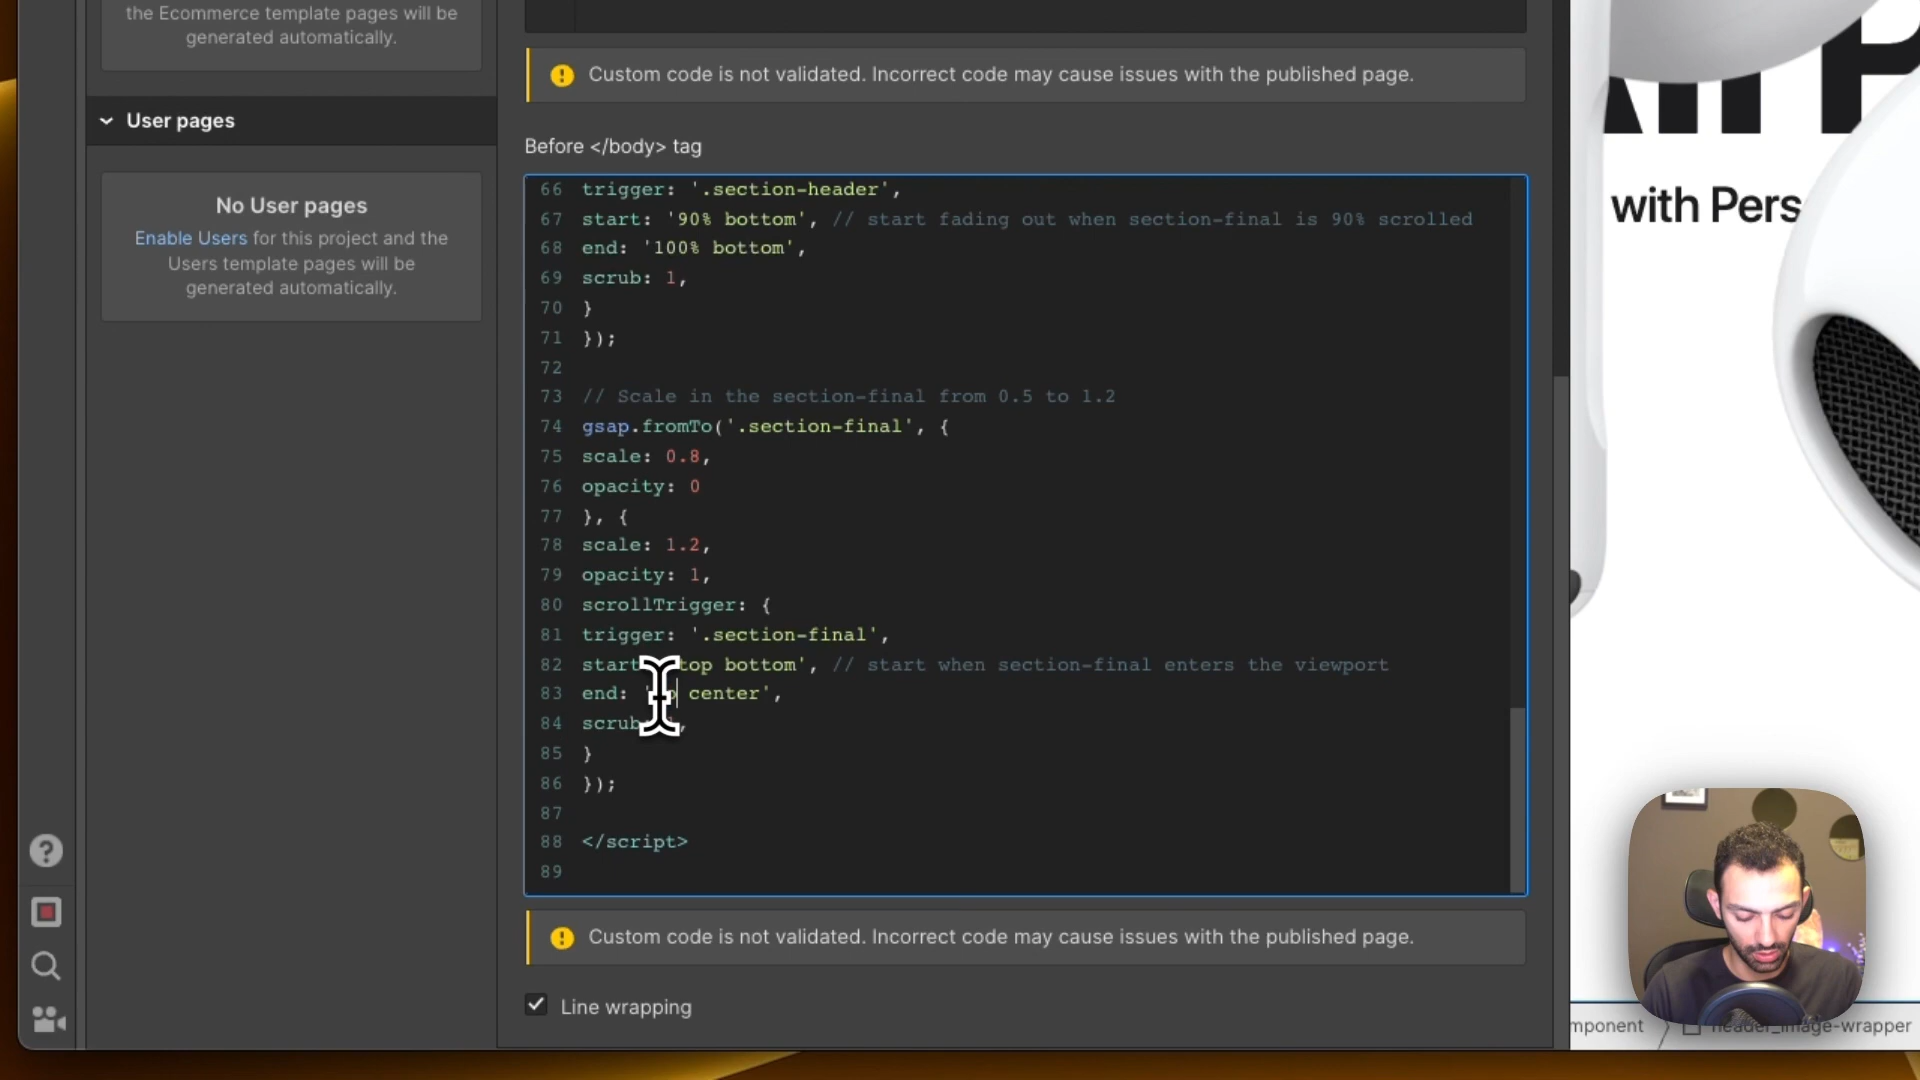 the Ecommerce template pages will be
generated automatically.
User pages
No User pages
Enable Users for this project and the
Users template pages will be
generated automatically.
Custom code is not validated. Incorrect code may cause issues with the published page.
Before </body> tag
66 trigger: '.section-header',
67 start: '90% bottom', // start fading out when section-final is 90% scrolled
68 end: '100% bottom',
69 scrub: 1,
70 }
71 });
72
73 // Scale in the section-final from 0.5 to 1.2
74 gsap.fromTo('.section-final', {
75 scale: 0.8,
76 opacity: 0
77 }, {
78 scale: 1.2,
79 opacity: 1,
80 scrollTrigger: {
81 trigger: '.section-final',
82 start top bottom', // start when section-final enters the viewport
83 end: center',
84 scrub ,
85 }
86 });
87
88 </script>
89
Custom code is not validated. Incorrect code may cause issues with the published page.
Line wrapping
with Pers
mponent
header_image-wrapper